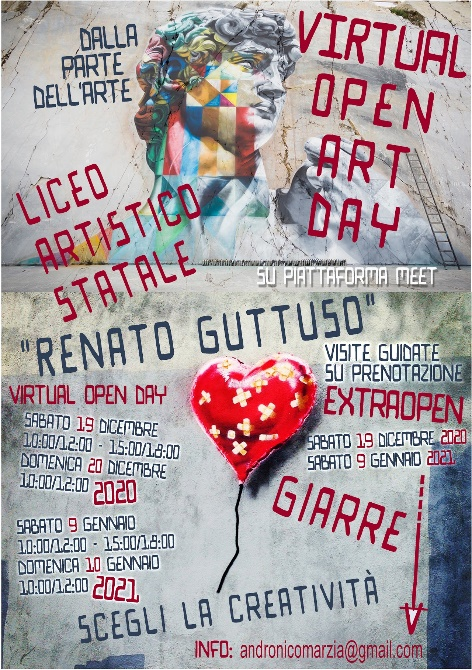 DALLA
PARTE
DELL'ARTE
VIRTUAL
OPEN
ART
DAY
LICEO
ARTISTICO
STATALE
SU PIATTAFORMA MEET
"RENATO GUTTUSO"
VISITE GUIDATE
SU PRENOTAZIONE
EXTRAOPEN
SABATO 19 DICEMBRE 2020
SABATO 9 GENNAIO 2021
VIRTUAL OPEN DAY
SABATO 19 DICEMBRE
10:00/12:00 - 15:00/18:00
DOMENICA 20 DICEMBRE
10:00/12:00 2020
GIARRE
SABATO 9 GENNAIO
10:00/12:00 - 15:00/18:00
DOMENICA 10 GENNAIO
10:00/12:00 2021
SCEGLI LA CREATIVITÀ
INFO: andronicomarzia@gmail.com